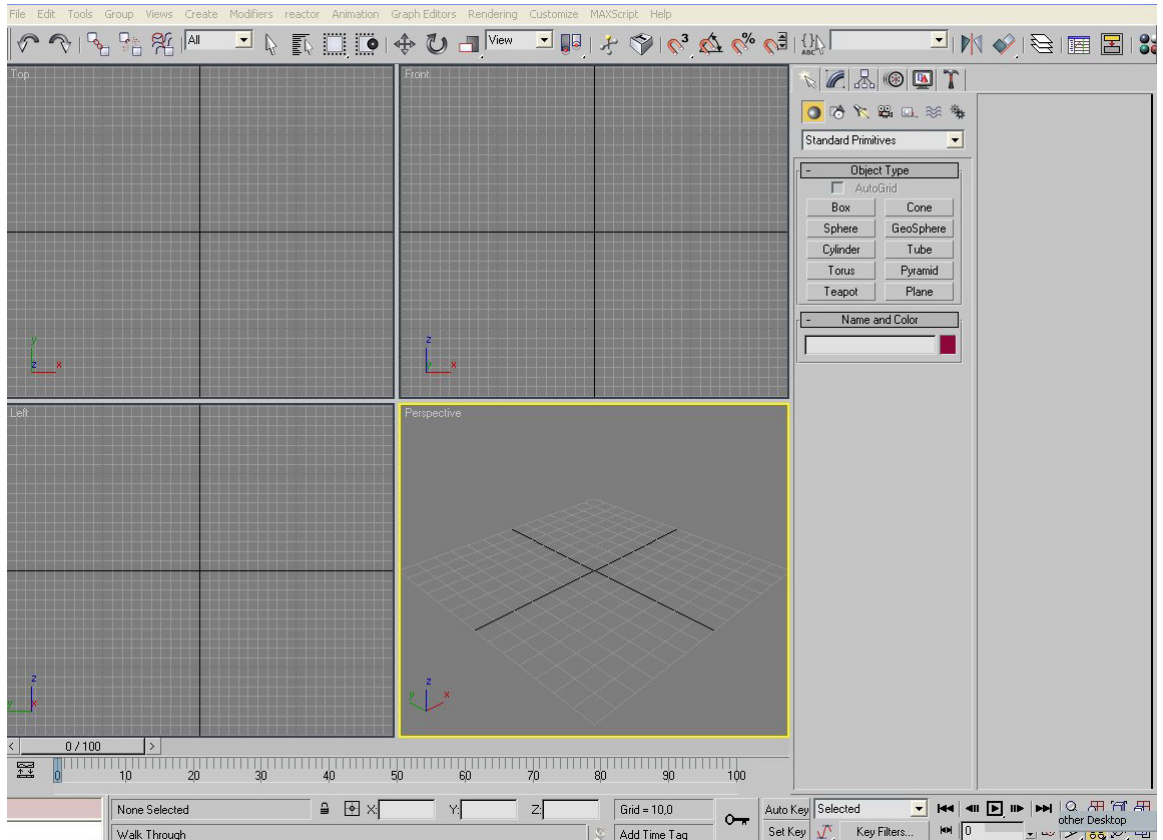 File Edit Tools Group Views Create Modifiers reactor Animation Graph Editors Rendering Customize MAXScript Help
All View 3 % {} ABC
Top Front
Standard Primitives
- Object Type
AutoGrid
Box Cone
Sphere GeoSphere
Cylinder Tube
Torus Pyramid
Teapot Plane
- Name and Color
y z
z x y x
Left Perspective
z z
y x y x
< 0 / 100 >
0 10 20 30 40 50 60 70 80 90 100
None Selected X: Y: Z: Grid = 10,0 Auto Key Selected
other Desktop
Walk Through Add Time Tag Set Key Key Filters... 0